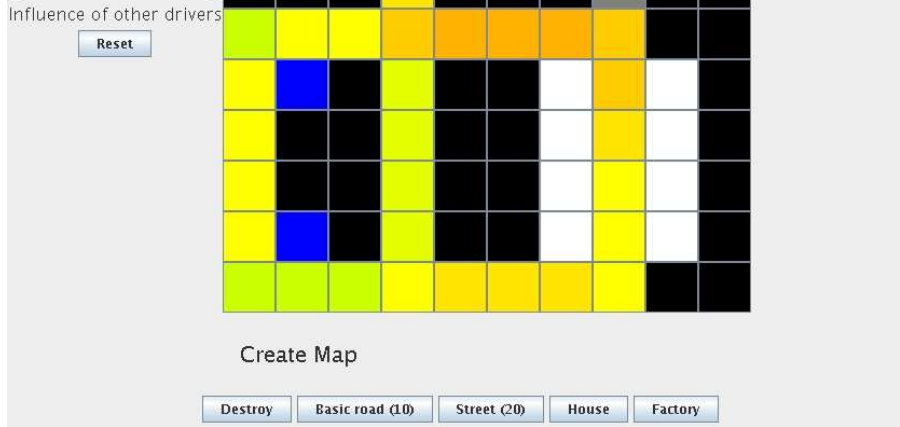 Influence of other drivers
Reset
Create Map
Destroy
Basic road (10)
Street (20)
House
Factory